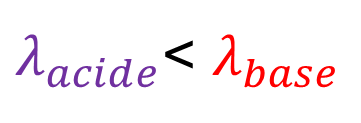 λacide < λbase